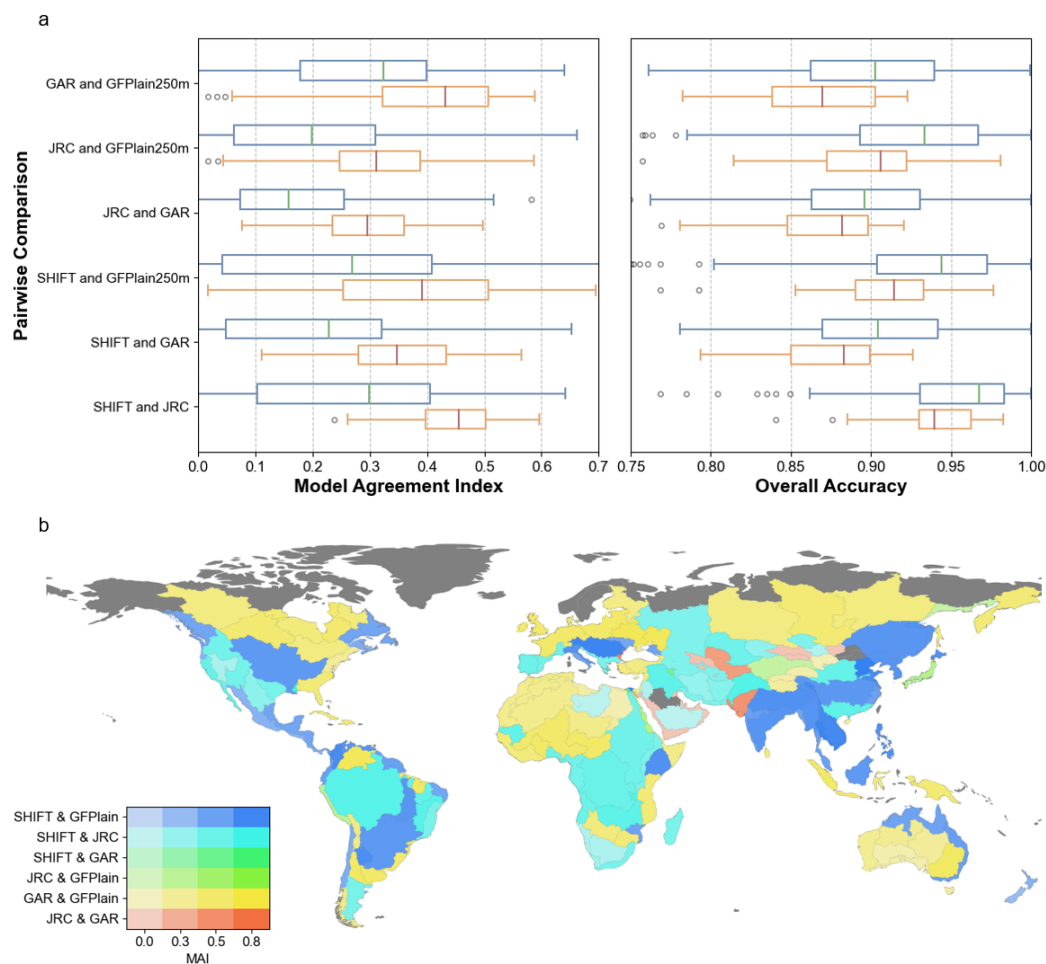 a
Pairwise Comparison
GAR and GFPlain250m
JRC and GFPlain250m
JRC and GAR
SHIFT and GFPlain250m
SHIFT and GAR
SHIFT and JRC
0.0 0.1 0.2 0.3 0.4 0.5 0.6 0.7
Model Agreement Index
0.75 0.80 0.85 0.90 0.95 1.00
Overall Accuracy
b
SHIFT & GFPlain
SHIFT & JRC
SHIFT & GAR
JRC & GFPlain
GAR & GFPlain
JRC & GAR
0.0 0.3 0.5 0.8
MAI